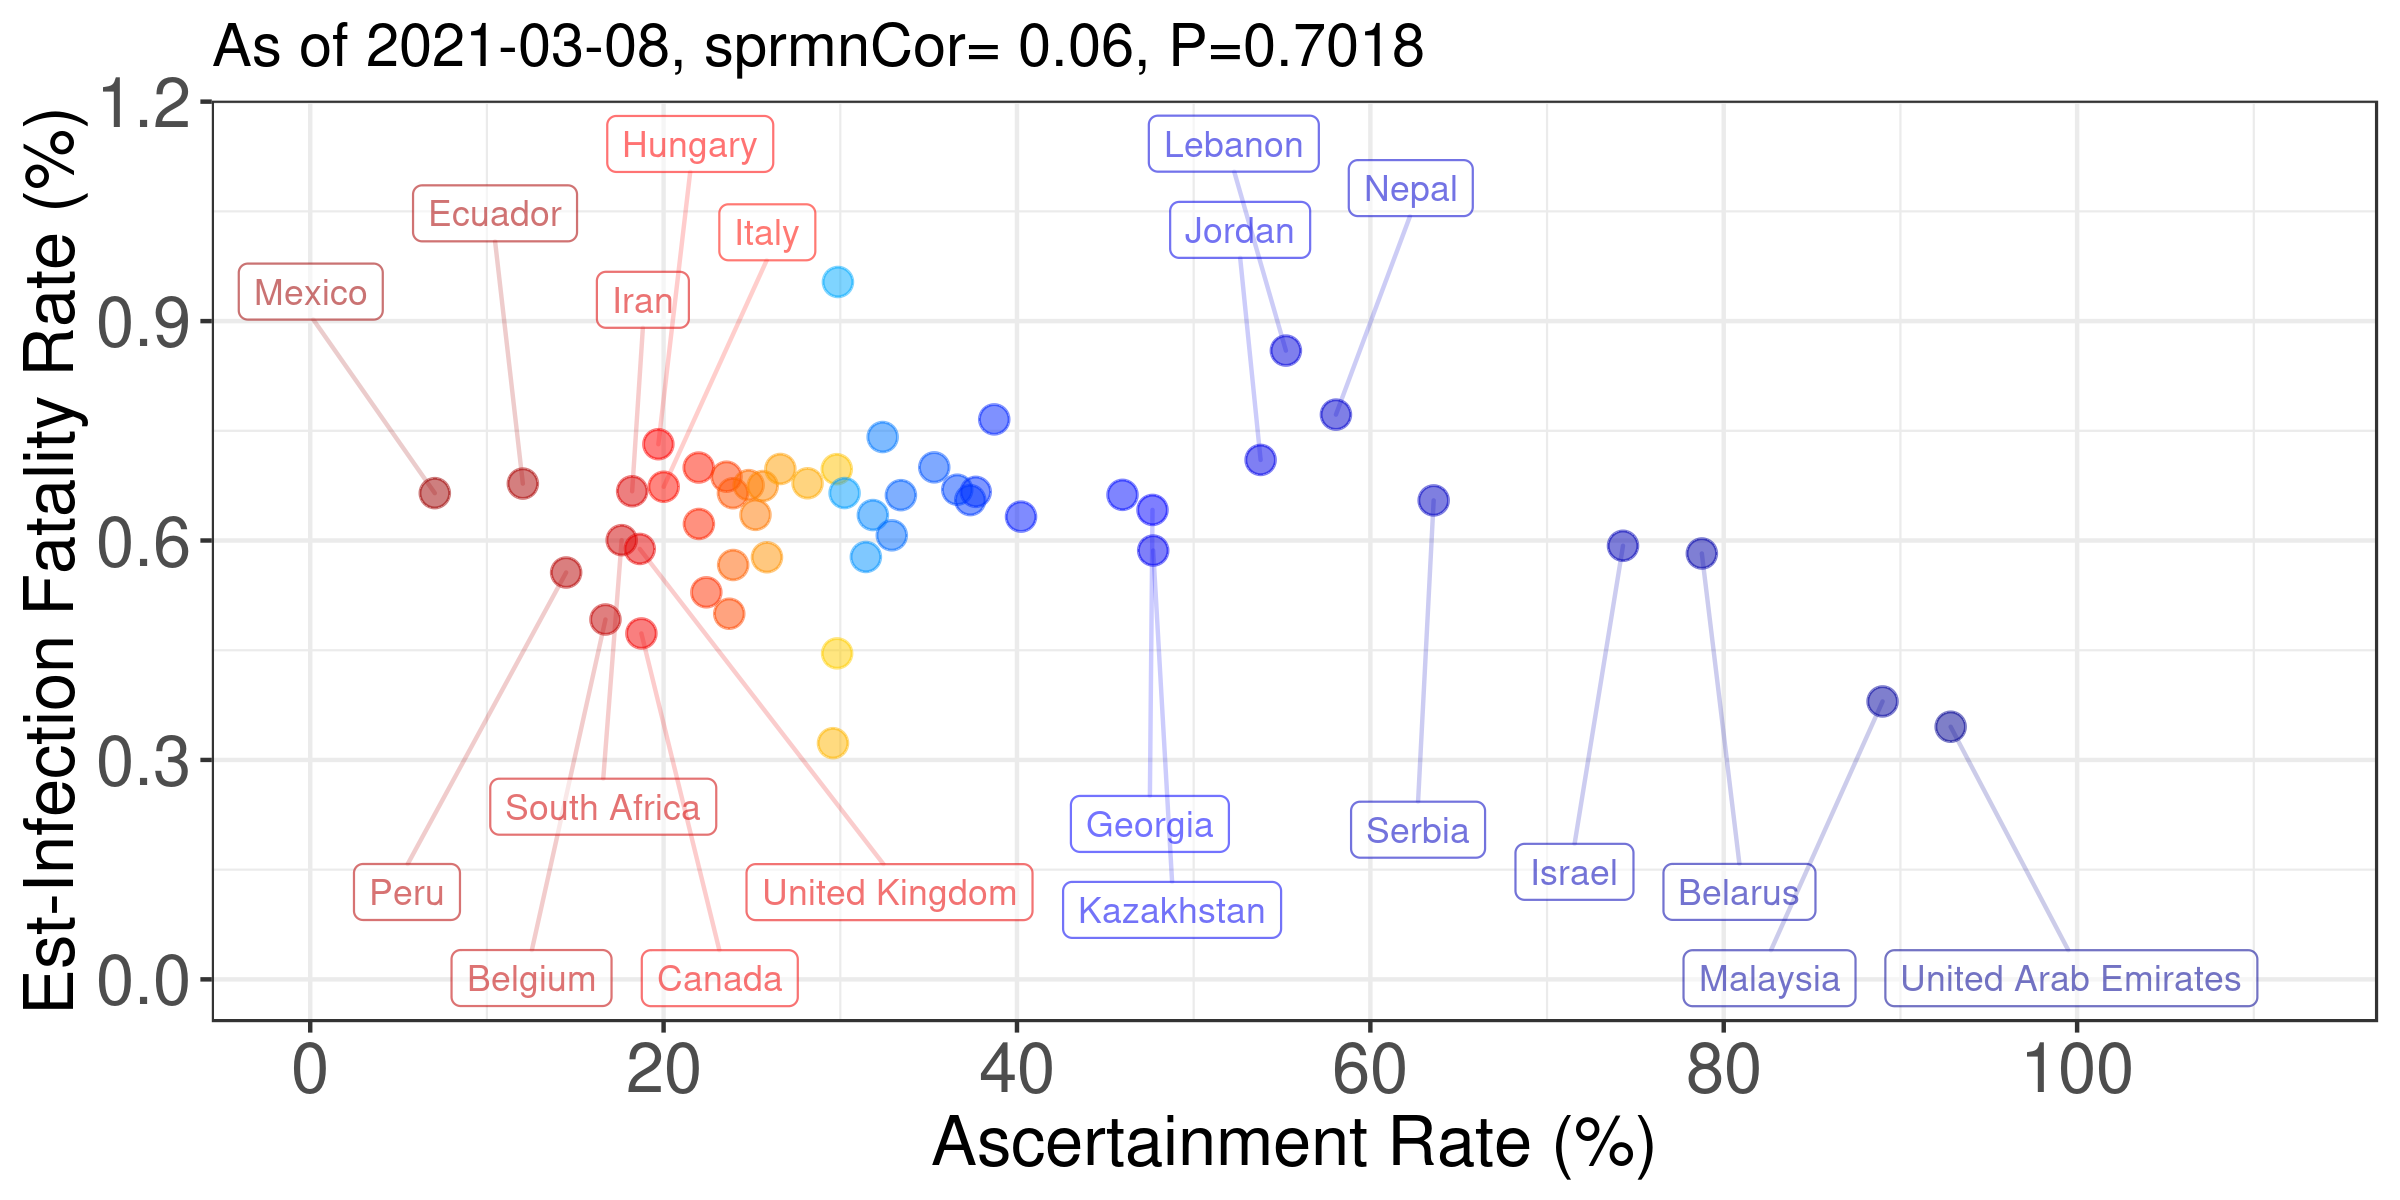 As of 2021-03-08, sprmnCor= 0.06, P=0.7018
Est-Infection Fatality Rate (%)
1.2
0.9
0.6
0.3
0.0
Hungary
Lebanon
Nepal
Ecuador
Italy
Jordan
Mexico
Iran
South Africa
Georgia
Serbia
Israel
Peru
United Kingdom
Belarus
Kazakhstan
Belgium
Canada
Malaysia
United Arab Emirates
0
20
40
60
80
100
Ascertainment Rate (%)